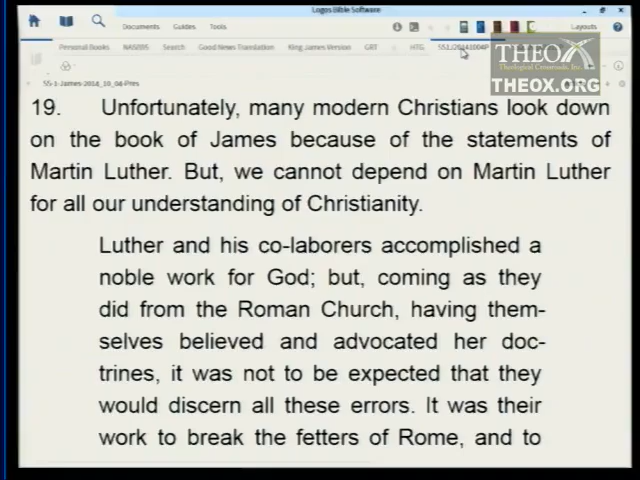 Logos Bible Software
Documents Guides Tools Layouts
Personal Books NASB95 Search Good News Translation King James Version GRT HTG
THEOX
THEOX.ORG
19. Unfortunately, many modern Christians look down
on the book of James because of the statements of
Martin Luther. But, we cannot depend on Martin Luther
for all our understanding of Christianity.
Luther and his co-laborers accomplished a
noble work for God; but, coming as they
did from the Roman Church, having them-
selves believed and advocated her doc-
trines, it was not to be expected that they
would discern all these errors. It was their
work to break the fetters of Rome, and to